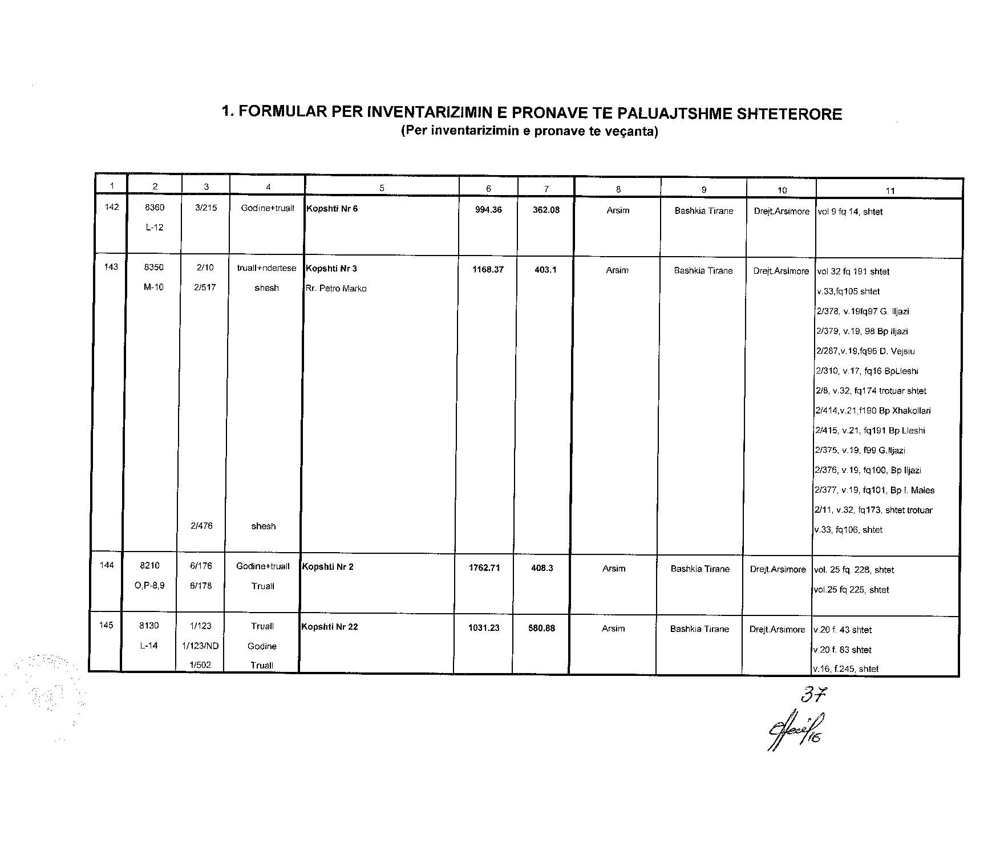 1. FORMULAR PER INVENTARIZIMIN E PRONAVE TE PALUAJTSHME SHTETERORE
(Per inventarizimin e pronave te veçanta)
1 2 3 4 5 6 7 8 9 10 11
142 8360 3/215 Godine+truall Kopshti Nr 6 994.36 362.08 Arsim Bashkia Tirane Drejt.Arsimore vol 9 fq 14, shtet
L-12
143 8350 2/10 truall+ndertese Kopshti Nr 3 1168.37 403.1 Arsim Bashkia Tirane Drejt.Arsimore vol 32 fq 191 shtet
M-10 2/517 shesh Rr. Petro Marko v.33,fq105 shtet
2/378, v.19fq97 G. Iljazi
2/379, v.19, 98 Bp Iljazi
2/287,v.19,fq96 D. Vejsiu
2/310, v.17, fq16 BpLleshi
2/8, v.32, fq174 trotuar shtet
2/414,v.21,f190 Bp Xhakollari
2/415, v.21, fq191 Bp Lleshi
2/375, v.19, f99 G.Iljazi
2/376, v.19, fq100, Bp Iljazi
2/377, v.19, fq101, Bp I. Males
2/11, v.32, fq173, shtet trotuar
2/476 shesh v.33, fq106, shtet
144 8210 6/176 Godine+truall Kopshti Nr 2 1762.71 408.3 Arsim Bashkia Tirane Drejt.Arsimore vol. 25 fq. 228, shtet
O,P-8,9 6/178 Truall vol.25 fq 225, shtet
145 8130 1/123 Truall Kopshti Nr 22 1031.23 580.88 Arsim Bashkia Tirane Drejt.Arsimore v.20 f. 43 shtet
L-14 1/123/ND Godine v.20 f. 83 shtet
1/502 Truall v.16, f.245, shtet
37